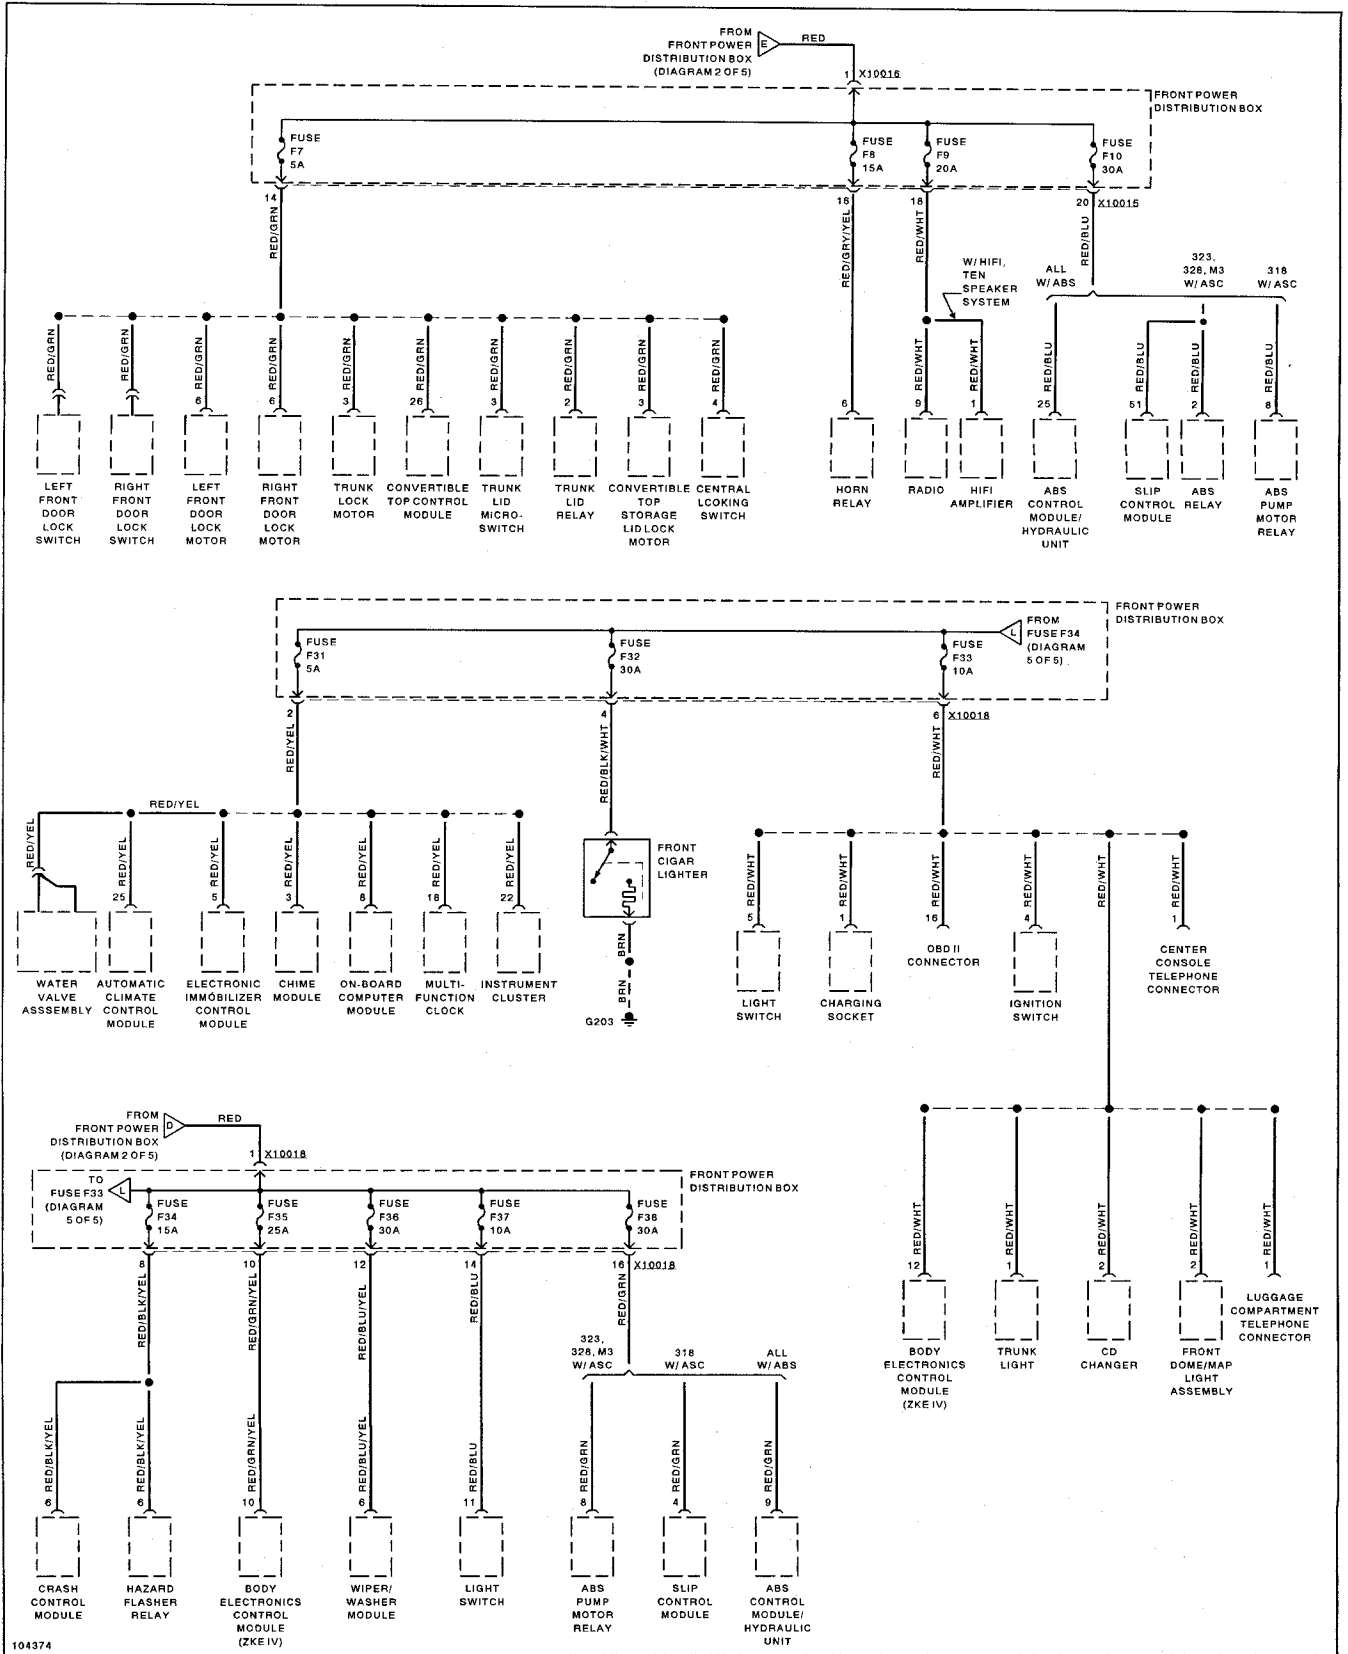 FROM
FRONT POWER
DISTRIBUTION BOX
(DIAGRAM 2 OF 5)
E
RED
1 X10016
FRONT POWER
DISTRIBUTION BOX
FUSE
F7
5A
FUSE
F8
15A
FUSE
F9
20A
FUSE
F10
30A
14
16
18
20 X10015
RED/GRN
RED/GRY/YEL
RED/WHT
RED/BLU
W/ HIFI,
TEN
SPEAKER
SYSTEM
ALL
W/ ABS
323,
328, M3
W/ ASC
318
W/ ASC
RED/GRN
RED/GRN
RED/GRN
RED/GRN
RED/GRN
RED/GRN
RED/GRN
RED/GRN
RED/GRN
RED/GRN
RED/WHT
RED/WHT
RED/BLU
RED/BLU
RED/BLU
RED/BLU
6
6
3
26
3
2
3
4
6
9
1
25
51
2
8
LEFT
FRONT
DOOR
LOCK
SWITCH
RIGHT
FRONT
DOOR
LOCK
SWITCH
LEFT
FRONT
DOOR
LOCK
MOTOR
RIGHT
FRONT
DOOR
LOCK
MOTOR
TRUNK
LOCK
MOTOR
CONVERTIBLE
TOP CONTROL
MODULE
TRUNK
LID
MICRO-
SWITCH
TRUNK
LID
RELAY
CONVERTIBLE
TOP
STORAGE
LID LOCK
MOTOR
CENTRAL
LCOKING
SWITCH
HORN
RELAY
RADIO
HIFI
AMPLIFIER
ABS
CONTROL
MODULE/
HYDRAULIC
UNIT
SLIP
CONTROL
MODULE
ABS
RELAY
ABS
PUMP
MOTOR
RELAY
FRONT POWER
DISTRIBUTION BOX
FUSE
F31
5A
FUSE
F32
30A
FUSE
F33
10A
L
FROM
FUSE F34
(DIAGRAM
5 OF 5)
2
4
6 X10018
RED/YEL
RED/BLK/WHT
RED/WHT
RED/YEL
RED/YEL
RED/YEL
RED/YEL
RED/YEL
RED/YEL
RED/YEL
RED/YEL
25
5
3
8
18
22
FRONT
CIGAR
LIGHTER
BRN
BRN
G203
RED/WHT
RED/WHT
RED/WHT
RED/WHT
RED/WHT
RED/WHT
5
1
16
4
1
WATER
VALVE
ASSSEMBLY
AUTOMATIC
CLIMATE
CONTROL
MODULE
ELECTRONIC
IMMOBILIZER
CONTROL
MODULE
CHIME
MODULE
ON-BOARD
COMPUTER
MODULE
MULTI-
FUNCTION
CLOCK
INSTRUMENT
CLUSTER
LIGHT
SWITCH
CHARGING
SOCKET
OBD II
CONNECTOR
IGNITION
SWITCH
CENTER
CONSOLE
TELEPHONE
CONNECTOR
FROM
FRONT POWER
DISTRIBUTION BOX
(DIAGRAM 2 OF 5)
D
RED
1 X10018
FRONT POWER
DISTRIBUTION BOX
TO
FUSE F33
(DIAGRAM
5 OF 5)
L
FUSE
F34
15A
FUSE
F35
25A
FUSE
F36
30A
FUSE
F37
10A
FUSE
F38
30A
8
10
12
14
16 X10018
RED/BLK/YEL
RED/GRN/YEL
RED/BLU/YEL
RED/BLU
RED/GRN
323,
328, M3
W/ ASC
318
W/ ASC
ALL
W/ ABS
RED/BLK/YEL
RED/BLK/YEL
RED/GRN/YEL
RED/BLU/YEL
RED/BLU
RED/GRN
RED/GRN
RED/GRN
6
6
10
6
11
8
4
9
CRASH
CONTROL
MODULE
HAZARD
FLASHER
RELAY
BODY
ELECTRONICS
CONTROL
MODULE
(ZKE IV)
WIPER/
WASHER
MODULE
LIGHT
SWITCH
ABS
PUMP
MOTOR
RELAY
SLIP
CONTROL
MODULE
ABS
CONTROL
MODULE/
HYDRAULIC
UNIT
RED/WHT
RED/WHT
RED/WHT
RED/WHT
RED/WHT
12
1
2
2
1
BODY
ELECTRONICS
CONTROL
MODULE
(ZKE IV)
TRUNK
LIGHT
CD
CHANGER
FRONT
DOME/MAP
LIGHT
ASSEMBLY
LUGGAGE
COMPARTMENT
TELEPHONE
CONNECTOR
104374